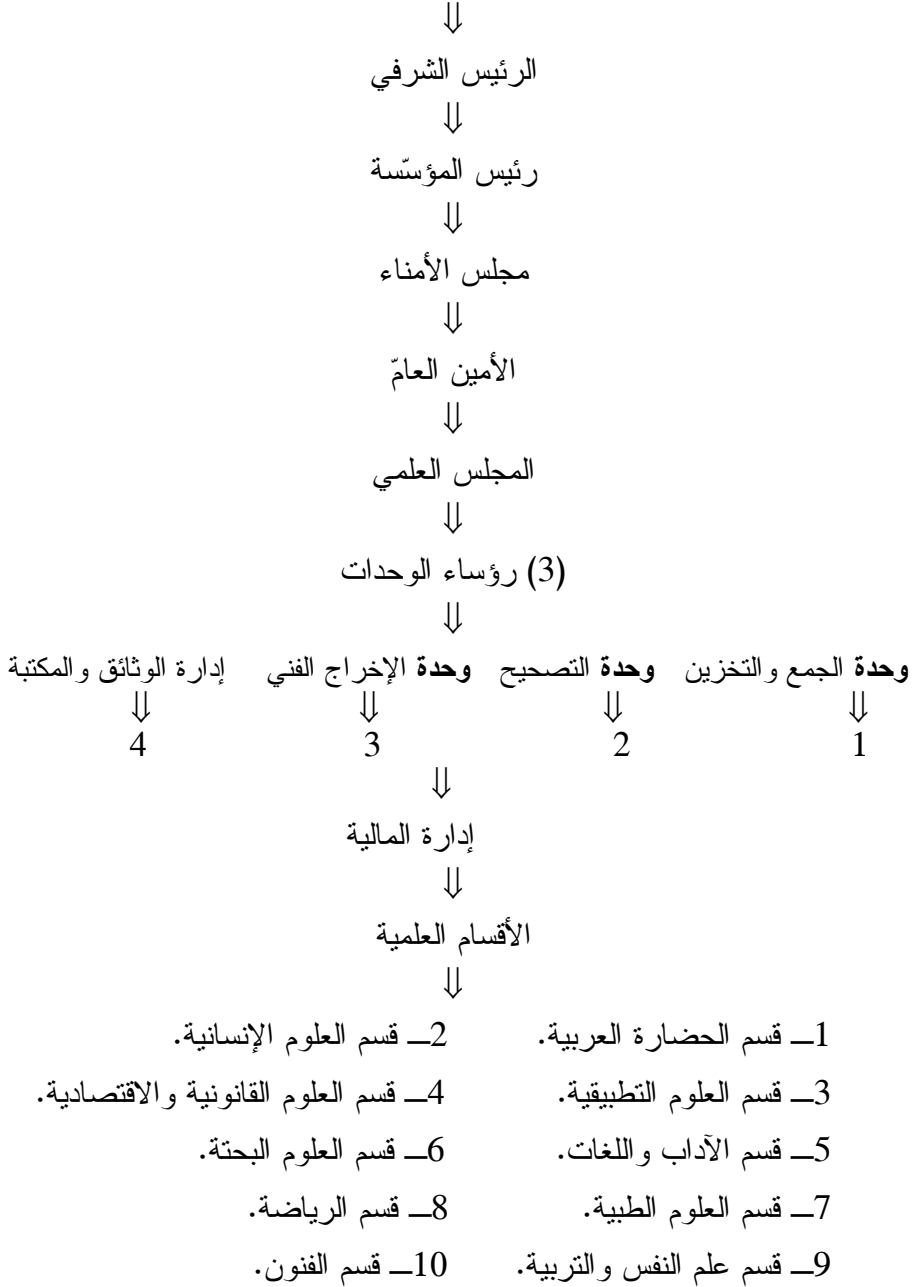 ⇓
الرئيس الشرفي
⇓
رئيس المؤسّسة
⇓
مجلس الأمناء
⇓
الأمين العامّ
⇓
المجلس العلمي
⇓
(3) رؤساء الوحدات
⇓
وحدة الجمع والتخزين وحدة التصحيح وحدة الإخراج الفني إدارة الوثائق والمكتبة
⇓ ⇓ ⇓ ⇓
1 2 3 4
⇓
إدارة المالية
⇓
الأقسام العلمية
⇓
1ــ قسم الحضارة العربية. 2ــ قسم العلوم الإنسانية.
3ــ قسم العلوم التطبيقية. 4ــ قسم العلوم القانونية والاقتصادية.
5ــ قسم الآداب واللغات. 6ــ قسم العلوم البحتة.
7ــ قسم العلوم الطبية. 8ــ قسم الرياضة.
9ــ قسم علم النفس والتربية. 10ــ قسم الفنون.